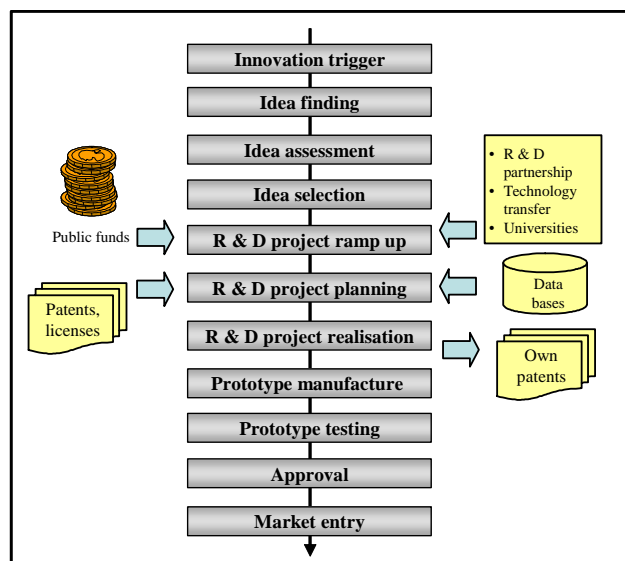 Innovation trigger
Idea finding
Idea assessment
Idea selection
Public funds
R & D project ramp up
• R & D
partnership
• Technology
transfer
• Universities
Patents,
licenses
R & D project planning
Data
bases
R & D project realisation
Own
patents
Prototype manufacture
Prototype testing
Approval
Market entry